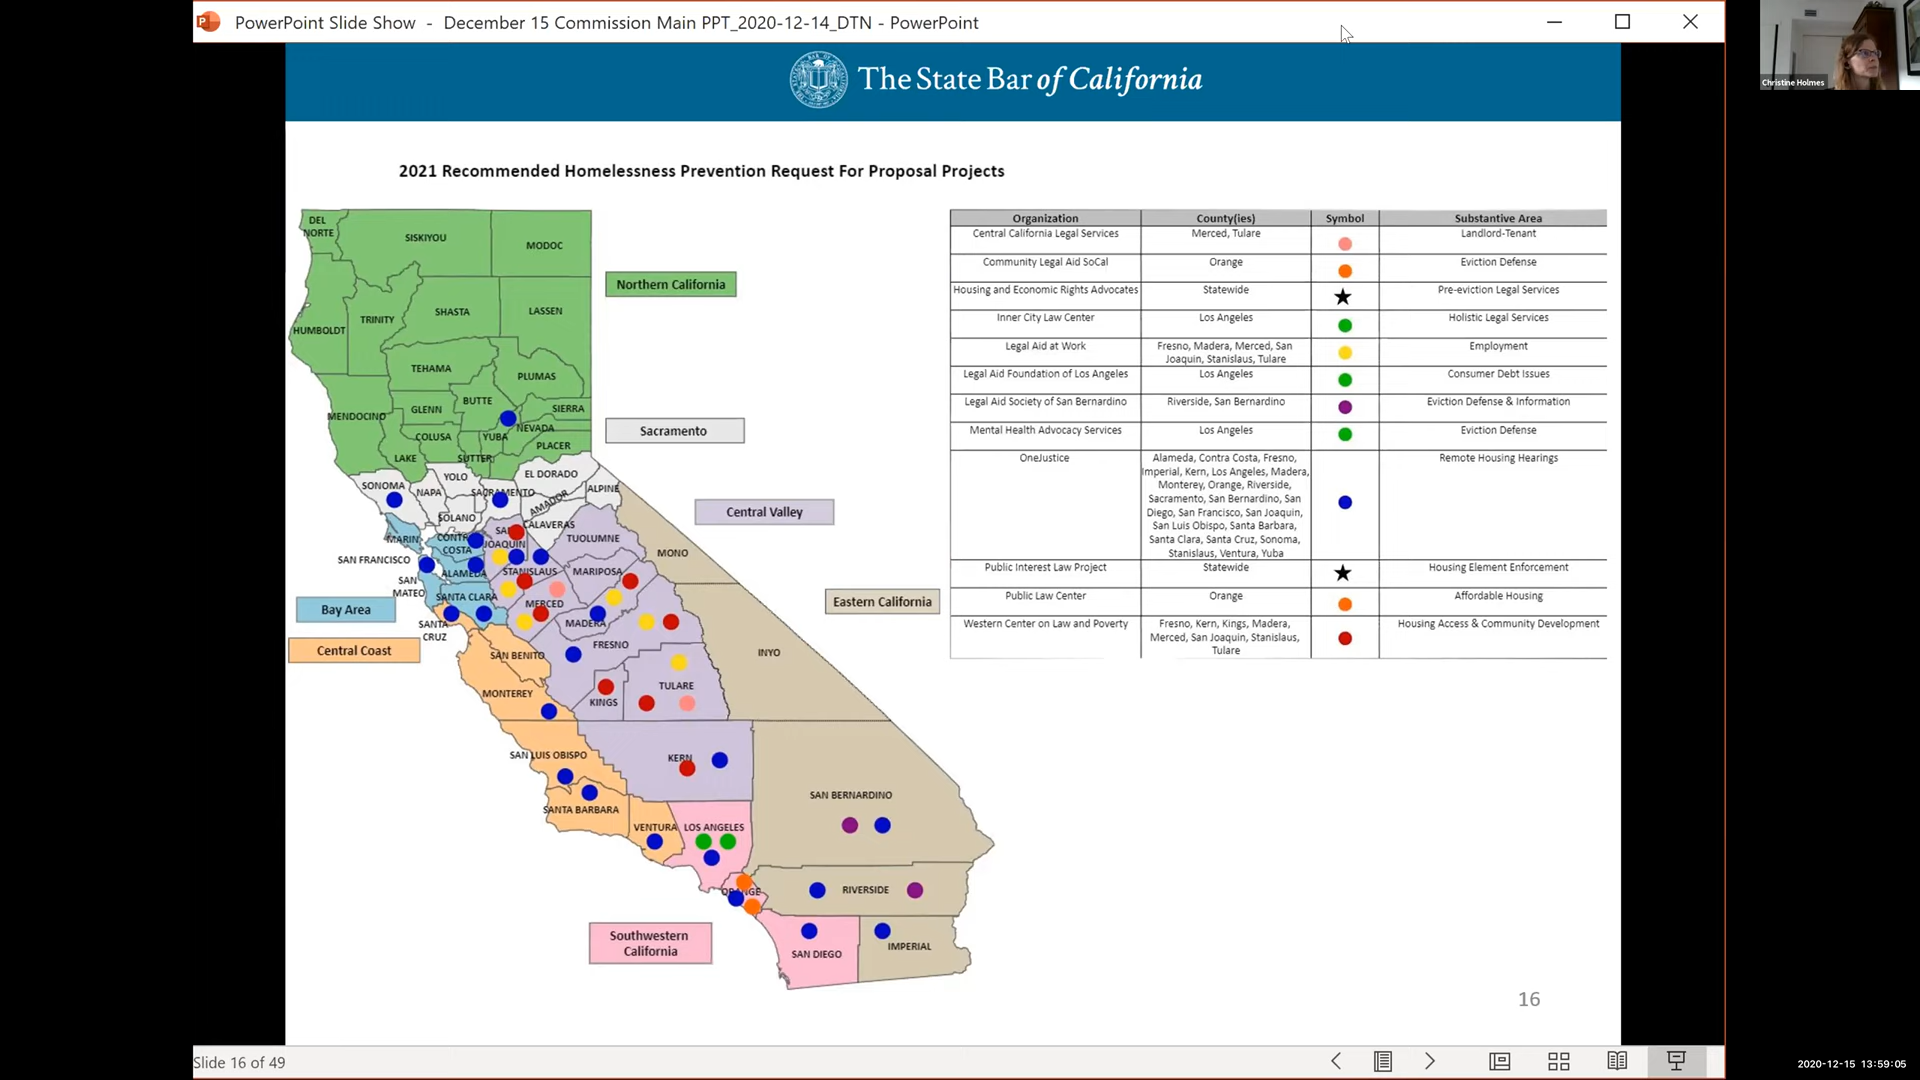 PowerPoint Slide Show - December 15 Commission Main PPT_2020-12-14_DTN - PowerPoint
The State Bar of California
2021 Recommended Homelessness Prevention Request For Proposal Projects
DEL
NORTE
SISKIYOU
MODOC
HUMBOLDT
TRINITY
SHASTA
LASSEN
TEHAMA
PLUMAS
MENDOCINO
GLENN
BUTTE
SIERRA
COLUSA
YUBA
NEVADA
PLACER
LAKE
SUTTER
Northern California
Sacramento
SONOMA
NAPA
YOLO
SACRAMENTO
EL DORADO
ALPINE
AMADOR
SOLANO
CALAVERAS
Central Valley
MARIN
CONTRA
COSTA
SAN
JOAQUIN
TUOLUMNE
MONO
SAN FRANCISCO
ALAMEDA
STANISLAUS
MARIPOSA
SAN
MATEO
SANTA CLARA
MERCED
Bay Area
SANTA
CRUZ
MADERA
Eastern California
Central Coast
SAN BENITO
FRESNO
INYO
MONTEREY
KINGS
TULARE
SAN LUIS OBISPO
KERN
SANTA BARBARA
VENTURA
LOS ANGELES
SAN BERNARDINO
ORANGE
RIVERSIDE
Southwestern
California
SAN DIEGO
IMPERIAL
Organization County(ies) Symbol Substantive Area
Central California Legal Services Merced, Tulare Landlord-Tenant
Community Legal Aid SoCal Orange Eviction Defense
Housing and Economic Rights Advocates Statewide Pre-eviction Legal Services
Inner City Law Center Los Angeles Holistic Legal Services
Legal Aid at Work Fresno, Madera, Merced, San Employment
Joaquin, Stanislaus, Tulare
Legal Aid Foundation of Los Angeles Los Angeles Consumer Debt Issues
Legal Aid Society of San Bernardino Riverside, San Bernardino Eviction Defense & Information
Mental Health Advocacy Services Los Angeles Eviction Defense
OneJustice Alameda, Contra Costa, Fresno, Remote Housing Hearings
Imperial, Kern, Los Angeles, Madera,
Monterey, Orange, Riverside,
Sacramento, San Bernardino, San
Diego, San Francisco, San Joaquin,
San Luis Obispo, Santa Barbara,
Santa Clara, Santa Cruz, Sonoma,
Stanislaus, Ventura, Yuba
Public Interest Law Project Statewide Housing Element Enforcement
Public Law Center Orange Affordable Housing
Western Center on Law and Poverty Fresno, Kern, Kings, Madera, Housing Access & Community Development
Merced, San Joaquin, Stanislaus,
Tulare
16
Slide 16 of 49
Christine Holmes
2020-12-15 13:59:05